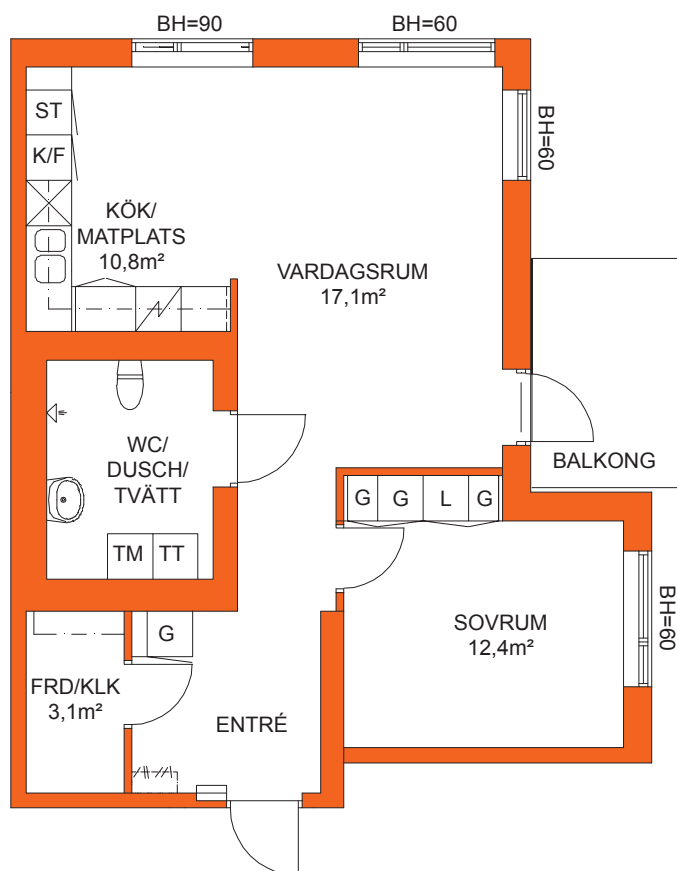 BH=90
BH=60
ST
K/F
BH=60
KÖK/
MATPLATS
10,8m²
VARDAGSRUM
17,1m²
WC/
DUSCH/
TVÄTT
BALKONG
G
G
L
G
TM
TT
G
SOVRUM
12,4m²
BH=60
FRD/KLK
3,1m²
ENTRÉ